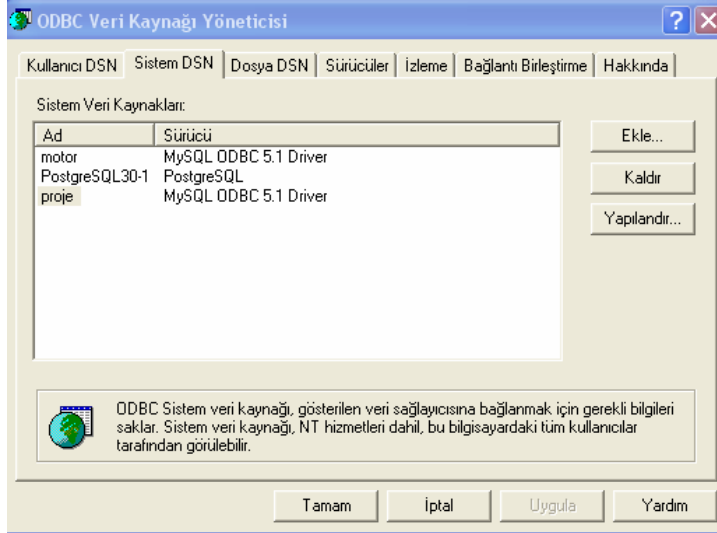 ODBC Veri Kaynağı Yöneticisi
Kullanıcı DSN Sistem DSN Dosya DSN Sürücüler İzleme Bağlantı Birleştirme Hakkında
Sistem Veri Kaynakları:
Ad Sürücü
motor MySQL ODBC 5.1 Driver
PostgreSQL30-1 PostgreSQL
proje MySQL ODBC 5.1 Driver
Ekle...
Kaldır
Yapılandır...
ODBC Sistem veri kaynağı, gösterilen veri sağlayıcısına bağlanmak için gerekli bilgileri
saklar. Sistem veri kaynağı, NT hizmetleri dahil, bu bilgisayardaki tüm kullanıcılar
tarafından görülebilir.
Tamam İptal Uygula Yardım